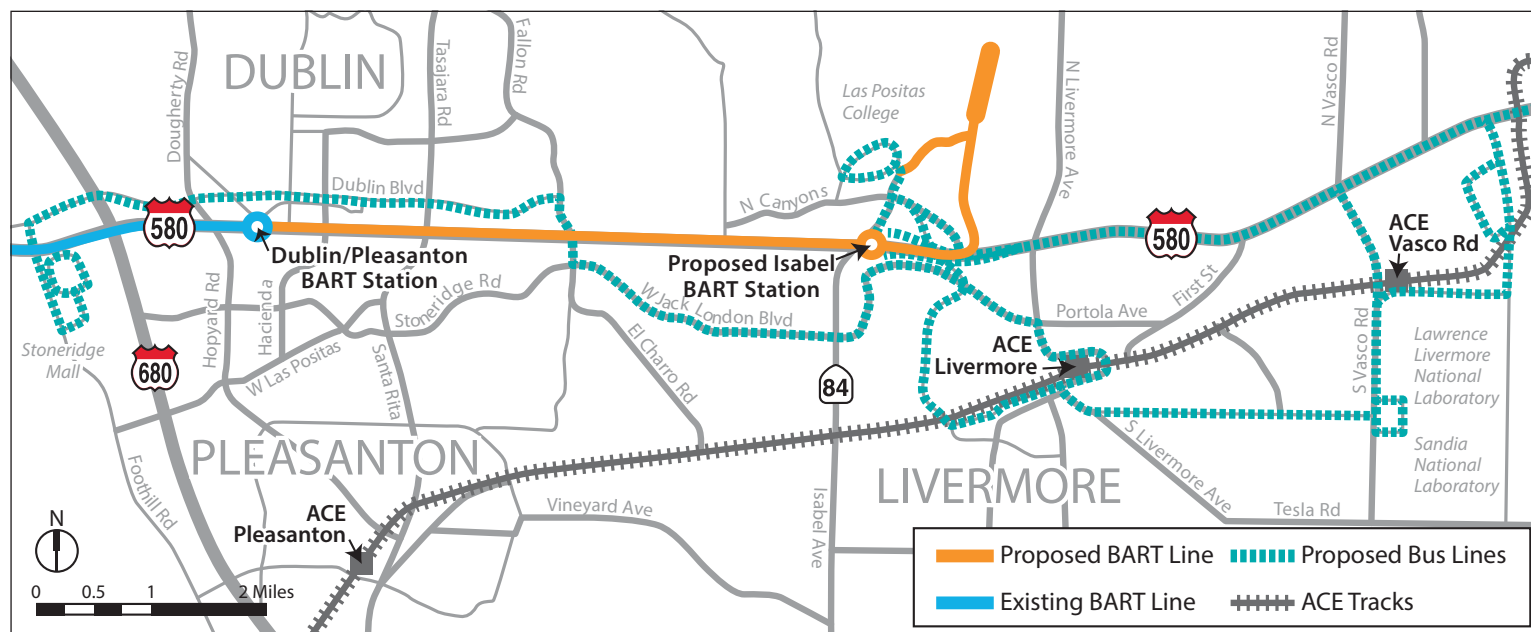 Dougherty Rd
DUBLIN
Tasajara Rd
Fallon Rd
Las Positas
College
N Livermore Ave
N Vasco Rd
Dublin Blvd
N Canyons
580
Dublin/Pleasanton
BART Station
Proposed Isabel
BART Station
580
ACE
Vasco Rd
Hopyard Rd
Hacienda
Stoneridge Rd
W Jack London Blvd
First St
Portola Ave
Stoneridge
Mall
680
W Las Positas
Santa Rita
El Charro Rd
84
ACE
Livermore
S Vasco Rd
Lawrence
Livermore
National
Laboratory
PLEASANTON
LIVERMORE
S Livermore Ave
Sandia
National
Laboratory
Foothill Rd
ACE
Pleasanton
Vineyard Ave
Isabel Ave
Tesla Rd
N
0 0.5 1 2 Miles
Proposed BART Line
Proposed Bus Lines
Existing BART Line
ACE Tracks